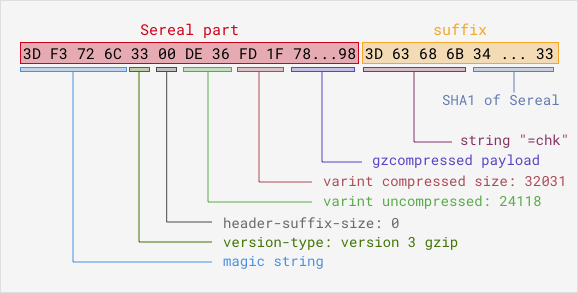 Sereal part suffix
3D F3 72 6C 33 00 DE 36 FD 1F 78...98 3D 63 68 6B 34 ... 33
SHA1 of Sereal
string "=chk"
gzcompressed payload
varint compressed size: 32031
varint uncompressed: 24118
header-suffix-size: 0
version-type: version 3 gzip
magic string